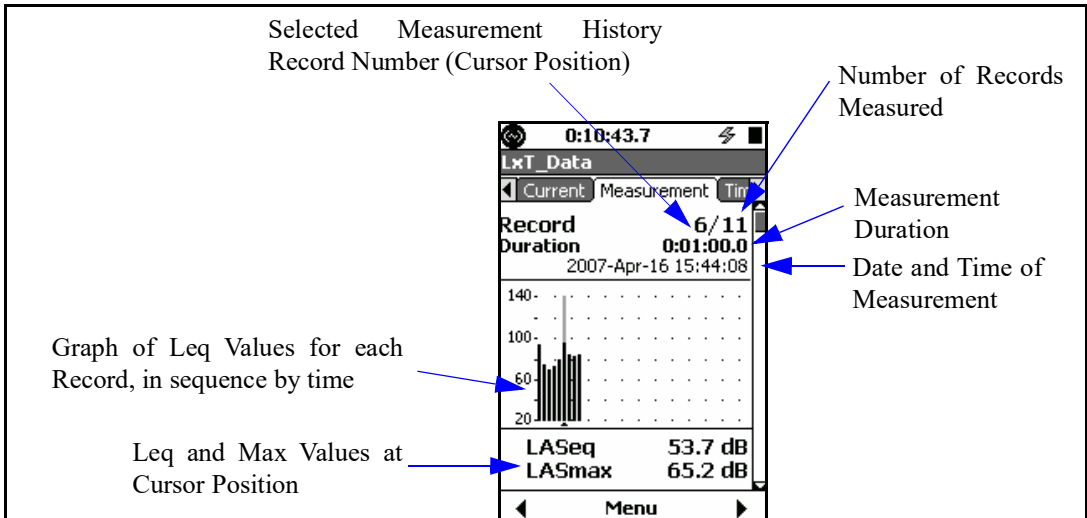 Selected Measurement History
Record Number (Cursor Position)
Number of Records
Measured
0:10:43.7
LxT_Data
Current Measurement Tim
Record 6/11
Duration 0:01:00.0
2007-Apr-16 15:44:08
Measurement
Duration
Date and Time of
Measurement
140
100
60
20
Graph of Leq Values for each
Record, in sequence by time
LASeq 53.7 dB
LASmax 65.2 dB
Leq and Max Values at
Cursor Position
Menu